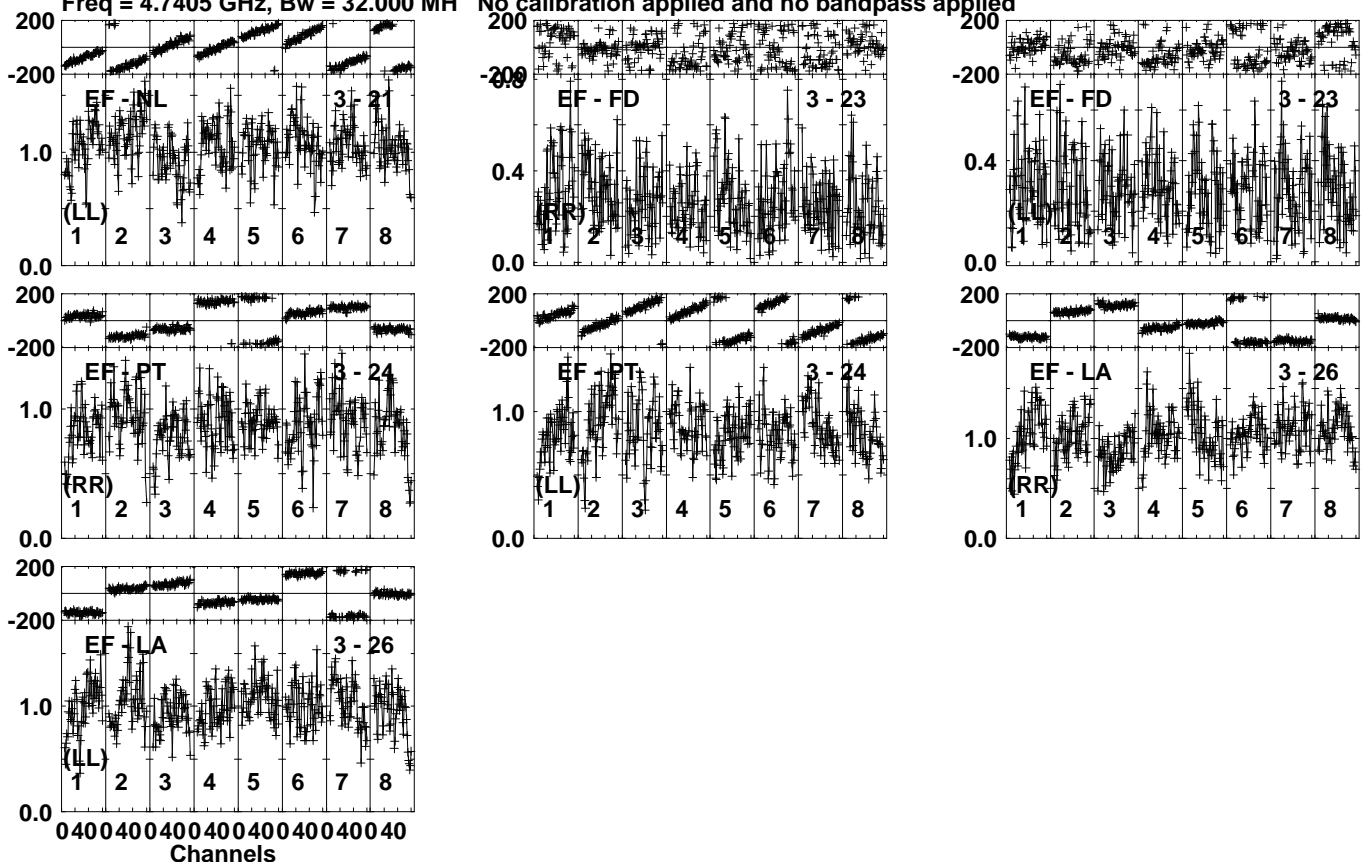 Freq = 4.7405 GHz, Bw = 32.000 MH No calibration applied and no bandpass applied
200
-200
EF - NL 3 - 21
1.0
(LL)
1 2 3 4 5 6 7 8
0.0
EF - FD 3 - 23
0.4
(RR)
1 2 3 4 5 6 7 8
0.0
-200
EF - FD 3 - 23
0.4
(LL)
1 2 3 4 5 6 7 8
0.0
200
-200
EF - PT 3 - 24
1.0
(RR)
1 2 3 4 5 6 7 8
0.0
200
-200
EF - PT 3 - 24
1.0
(LL)
1 2 3 4 5 6 7 8
0.0
200
-200
EF - LA 3 - 26
1.0
(RR)
1 2 3 4 5 6 7 8
0.0
200
-200
EF - LA 3 - 26
1.0
(LL)
1 2 3 4 5 6 7 8
0.0
0 40 0 40 0 40 0 40 0 40 0 40 0 40 0 40
Channels